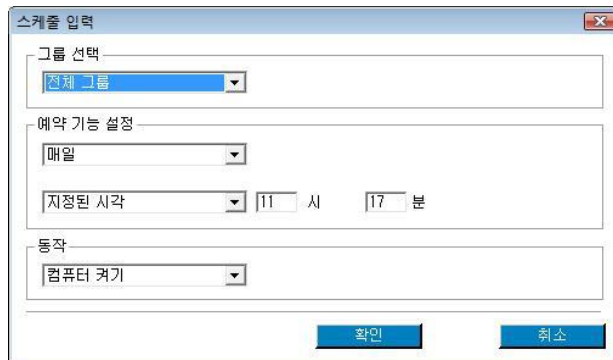 스케줄 입력
그룹 선택
전체 그룹
예약 기능 설정
매일
지정된 시각 11 시 17 분
동작
컴퓨터 켜기
확인 취소